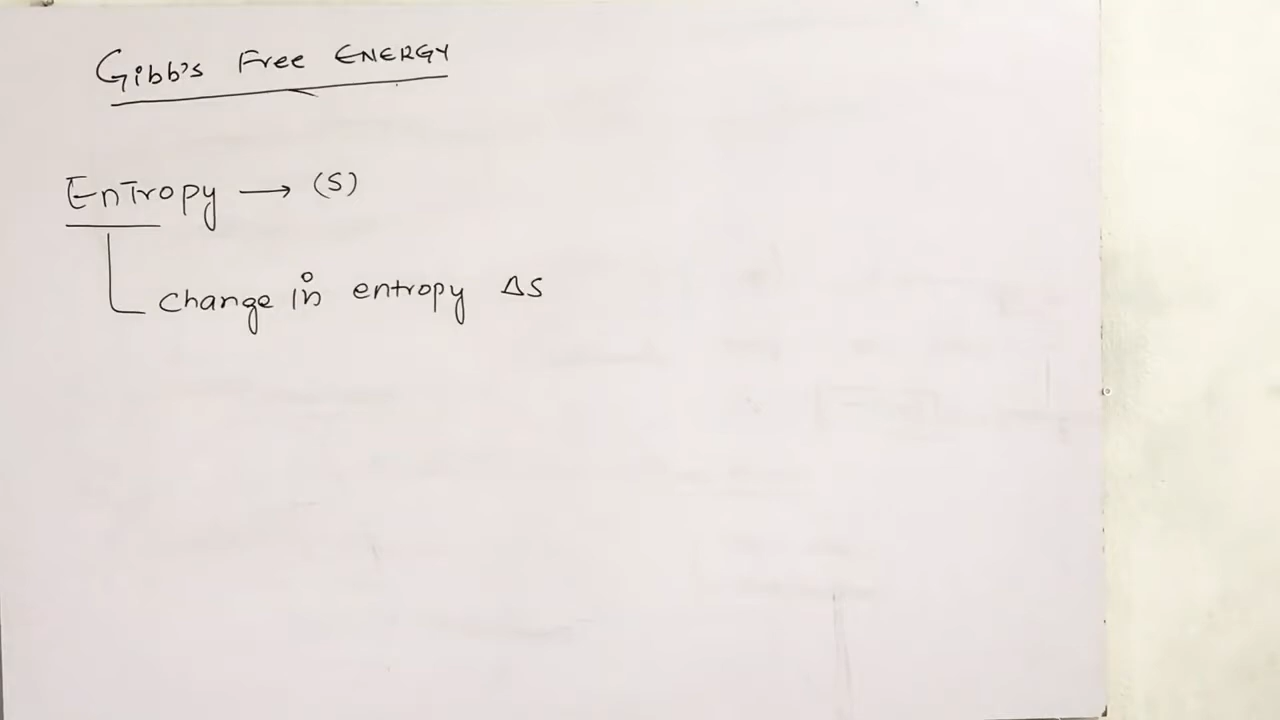 Gibb's Free ENERGY
Entropy → (S)
change in entropy ΔS